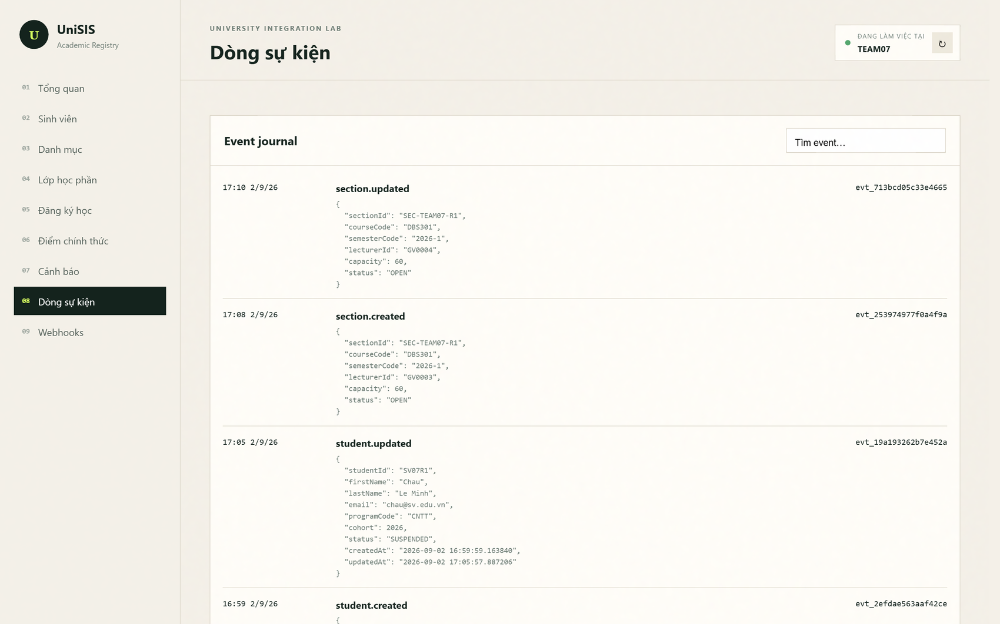 U
UniSIS
Academic Registry
01 Tổng quan
02 Sinh viên
03 Danh mục
04 Lớp học phần
05 Đăng ký học
06 Điểm chính thức
07 Cảnh báo
08 Dòng sự kiện
09 Webhooks
UNIVERSITY INTEGRATION LAB
Dòng sự kiện
ĐANG LÀM VIỆC TẠI
TEAM07
↻
Event journal
Tìm event…
17:10 2/9/26
section.updated
evt_713bcd05c33e4665
{
"sectionId": "SEC-TEAM07-R1",
"courseCode": "DBS301",
"semesterCode": "2026-1",
"lecturerId": "GV0004",
"capacity": 60,
"status": "OPEN"
}
17:08 2/9/26
section.created
evt_253974977f0a4f9a
{
"sectionId": "SEC-TEAM07-R1",
"courseCode": "DBS301",
"semesterCode": "2026-1",
"lecturerId": "GV0003",
"capacity": 60,
"status": "OPEN"
}
17:05 2/9/26
student.updated
evt_19a193262b7e452a
{
"studentId": "SV07R1",
"firstName": "Chau",
"lastName": "Le Minh",
"email": "chau@sv.edu.vn",
"programCode": "CNTT",
"cohort": 2026,
"status": "SUSPENDED",
"createdAt": "2026-09-02 16:59:59.163840",
"updatedAt": "2026-09-02 17:05:57.887206"
}
16:59 2/9/26
student.created
evt_2efdae563aaf42ce
{